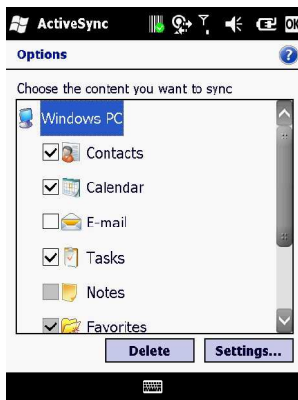 ActiveSync OK
Options
Choose the content you want to sync
Windows PC
Contacts
Calendar
E-mail
Tasks
Notes
Favorites
Delete Settings...